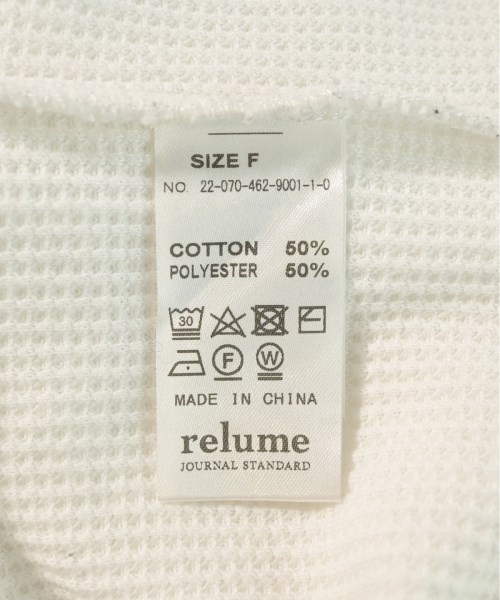 SIZE F
NO. 22-070-462-9001-1-0
COTTON 50%
POLYESTER 50%
30
F W
MADE IN CHINA
relume
JOURNAL STANDARD